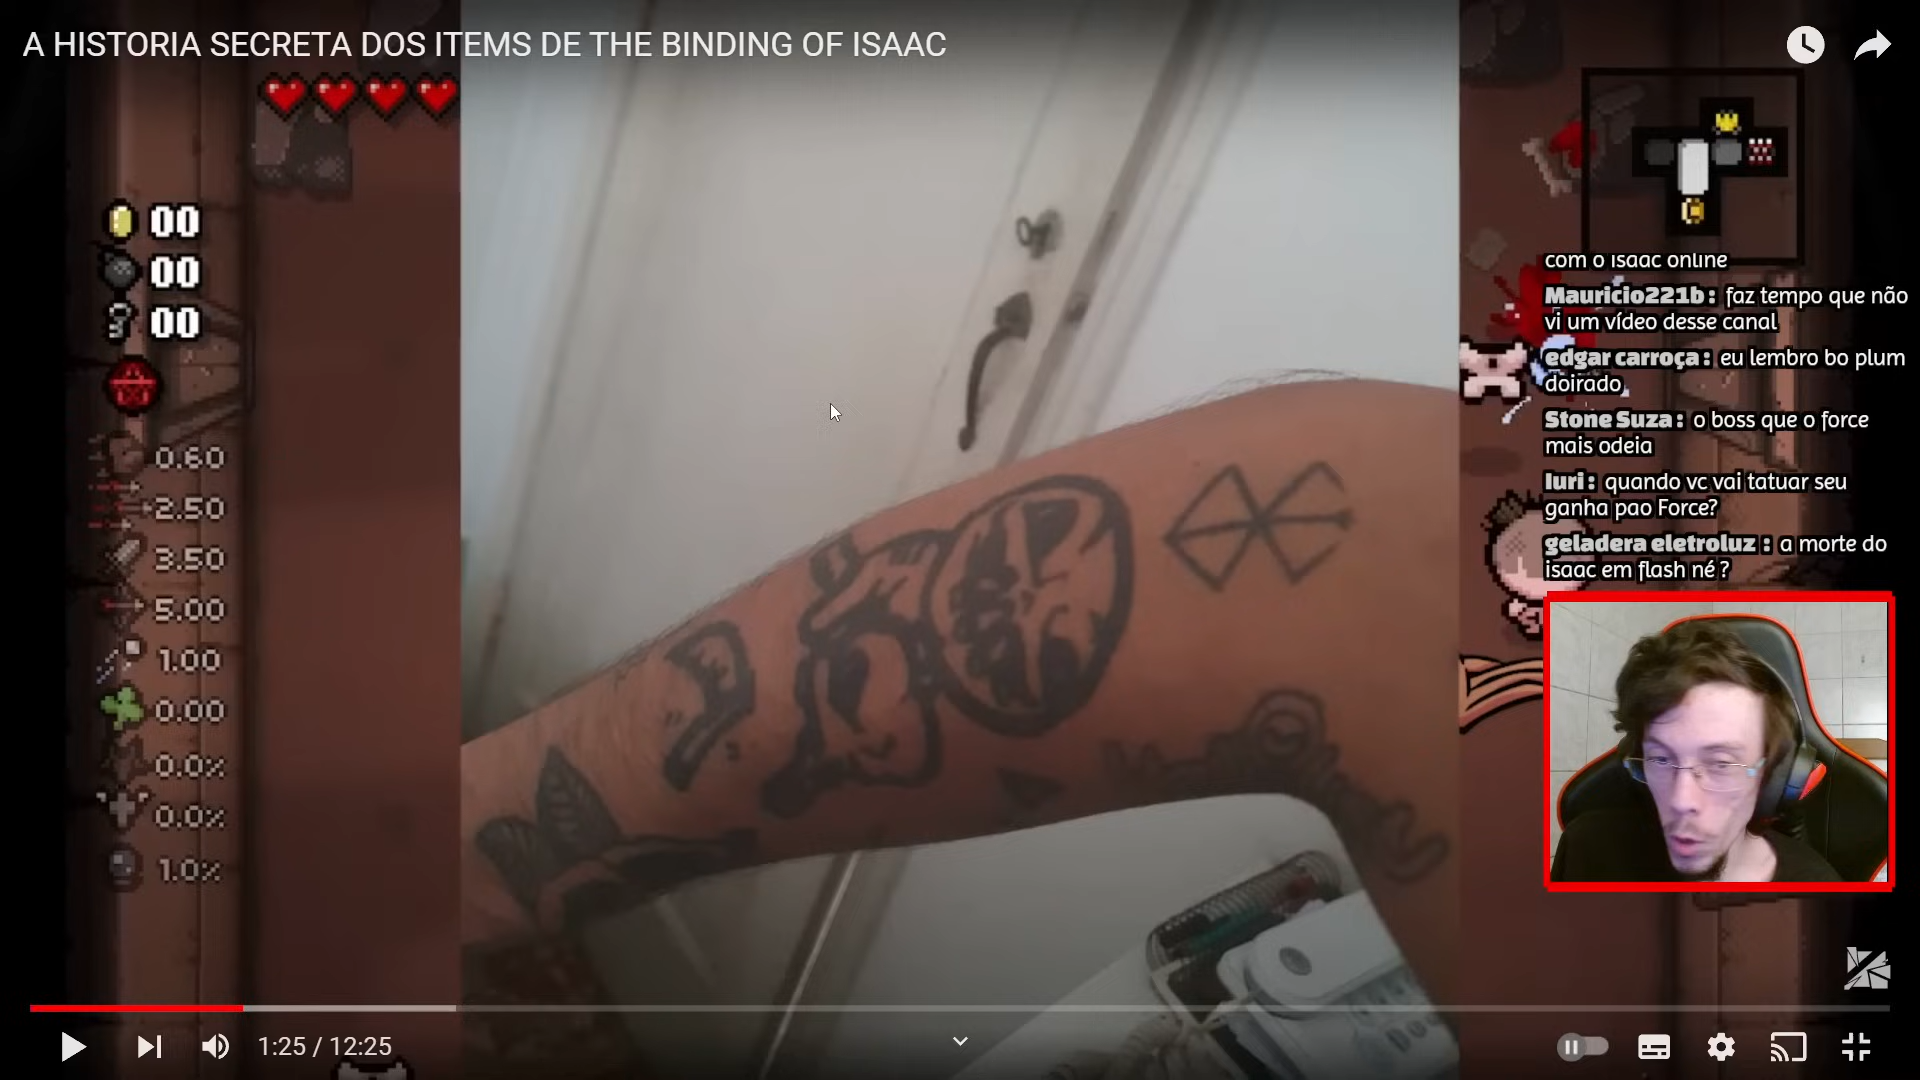 A HISTORIA SECRETA DOS ITEMS DE THE BINDING OF ISAAC
00
00
00
0.60
2.50
3.50
5.00
1.00
0.00
0.0%
0.0%
1.0%
com o isaac online
Mauricio221b: faz tempo que não
vi um vídeo desse canal
edgar carroça: eu lembro bo plum
doirado
Stone Suza: o boss que o force
mais odeia
Iuri: quando vc vai tatuar seu
ganha pao Force?
geladera eletroluz: a morte do
isaac em flash né?
1:25 / 12:25